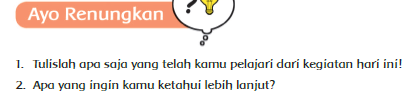 Ayo Renungkan
1. Tulislah apa saja yang telah kamu pelajari dari kegiatan hari ini!
2. Apa yang ingin kamu ketahui lebih lanjut?